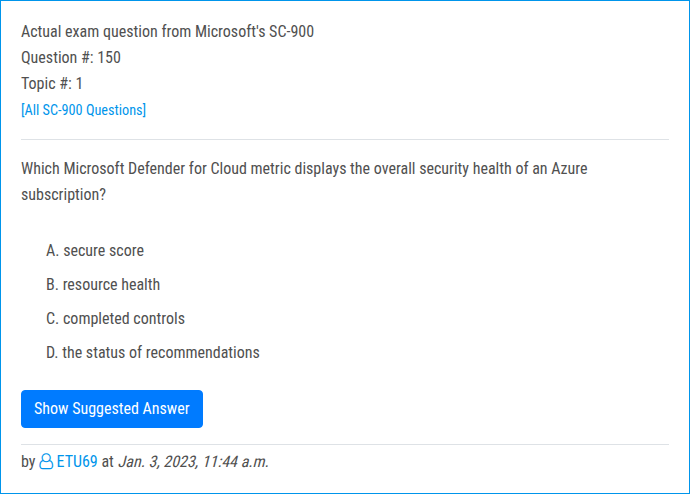 Actual exam question from Microsoft's SC-900
Question #: 150
Topic #: 1
[All SC-900 Questions]
Which Microsoft Defender for Cloud metric displays the overall security health of an Azure
subscription?
A. secure score
B. resource health
C. completed controls
D. the status of recommendations
Show Suggested Answer
by ETU69 at Jan. 3, 2023, 11:44 a.m.